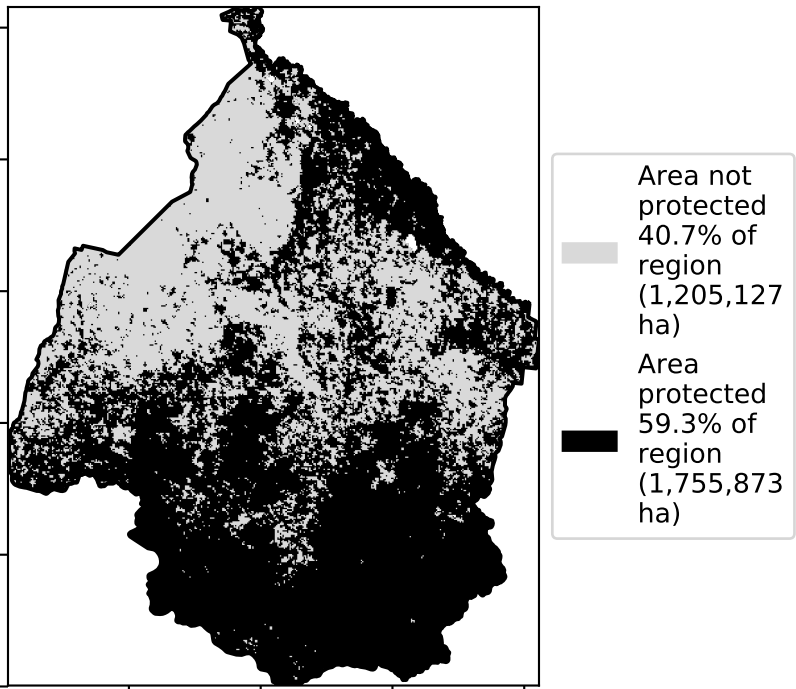 Area not
protected
40.7% of
region
(1,205,127
ha)
Area
protected
59.3% of
region
(1,755,873
ha)